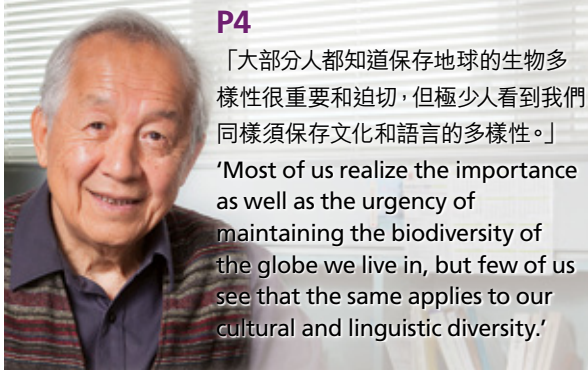 P4
「大部分人都知道保存地球的生物多
樣性很重要和迫切，但極少人看到我們
同樣須保存文化和語言的多樣性。」
‘Most of us realize the importance
as well as the urgency of
maintaining the biodiversity of
the globe we live in, but few of us
see that the same applies to our
cultural and linguistic diversity.’